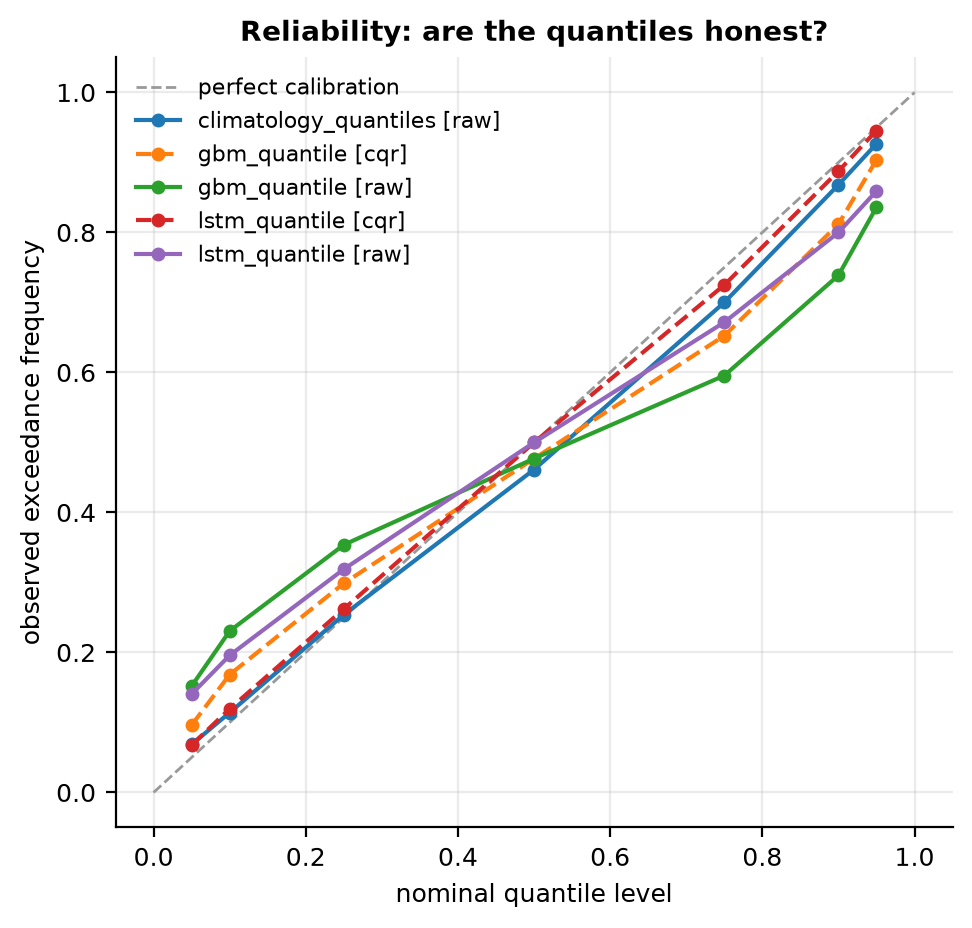 Reliability: are the quantiles honest?
perfect calibration
climatology_quantiles [raw]
gbm_quantile [cqr]
gbm_quantile [raw]
lstm_quantile [cqr]
lstm_quantile [raw]
observed exceedance frequency
1.0
0.8
0.6
0.4
0.2
0.0
0.0 0.2 0.4 0.6 0.8 1.0
nominal quantile level